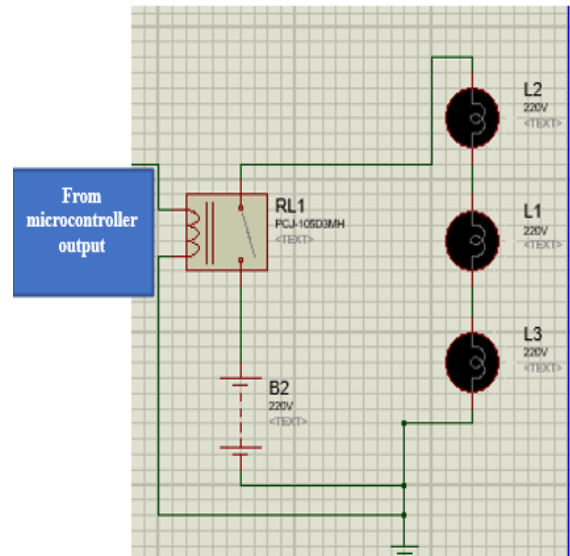 L2
220V
<TEXT>
From
microcontroller
output
RL1
PCJ-105D3MH
<TEXT>
L1
220V
<TEXT>
L3
220V
<TEXT>
B2
220V
<TEXT>